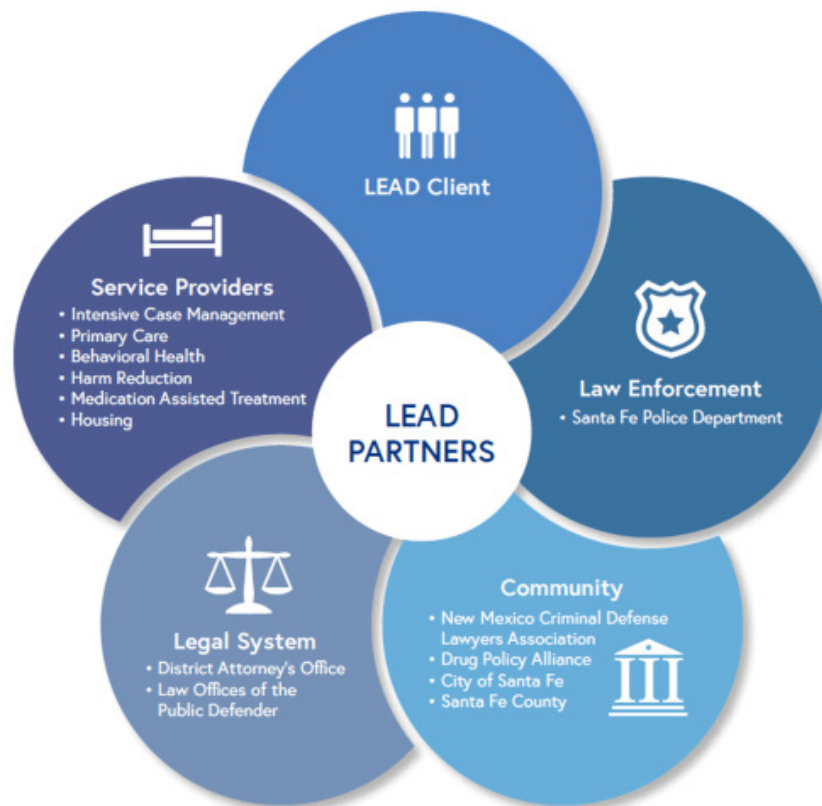 LEAD Client
Service Providers
• Intensive Case Management
• Primary Care
• Behavioral Health
• Harm Reduction
• Medication Assisted Treatment
• Housing
Law Enforcement
• Santa Fe Police Department
LEAD
PARTNERS
Legal System
• District Attorney's Office
• Law Offices of the
Public Defender
Community
• New Mexico Criminal Defense
Lawyers Association
• Drug Policy Alliance
• City of Santa Fe
• Santa Fe County